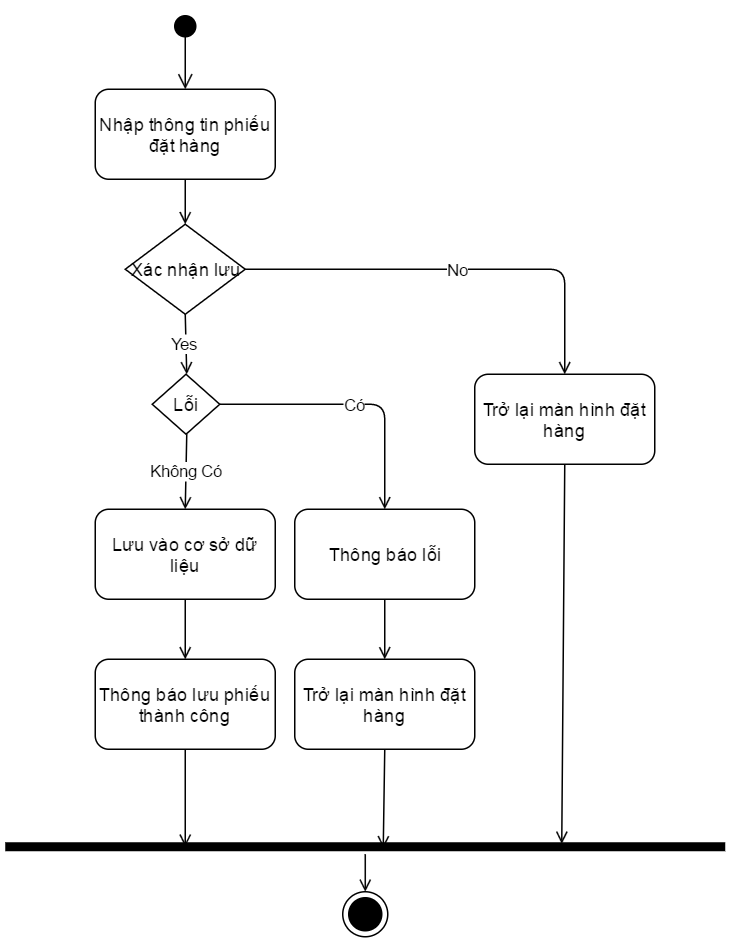 Nhập thông tin phiếu
đặt hàng
Xác nhận lưu
No
Yes
Trở lại màn hình đặt
hàng
Lỗi
Có
Không Có
Lưu vào cơ sở dữ
liệu
Thông báo lỗi
Thông báo lưu phiếu
thành công
Trở lại màn hình đặt
hàng